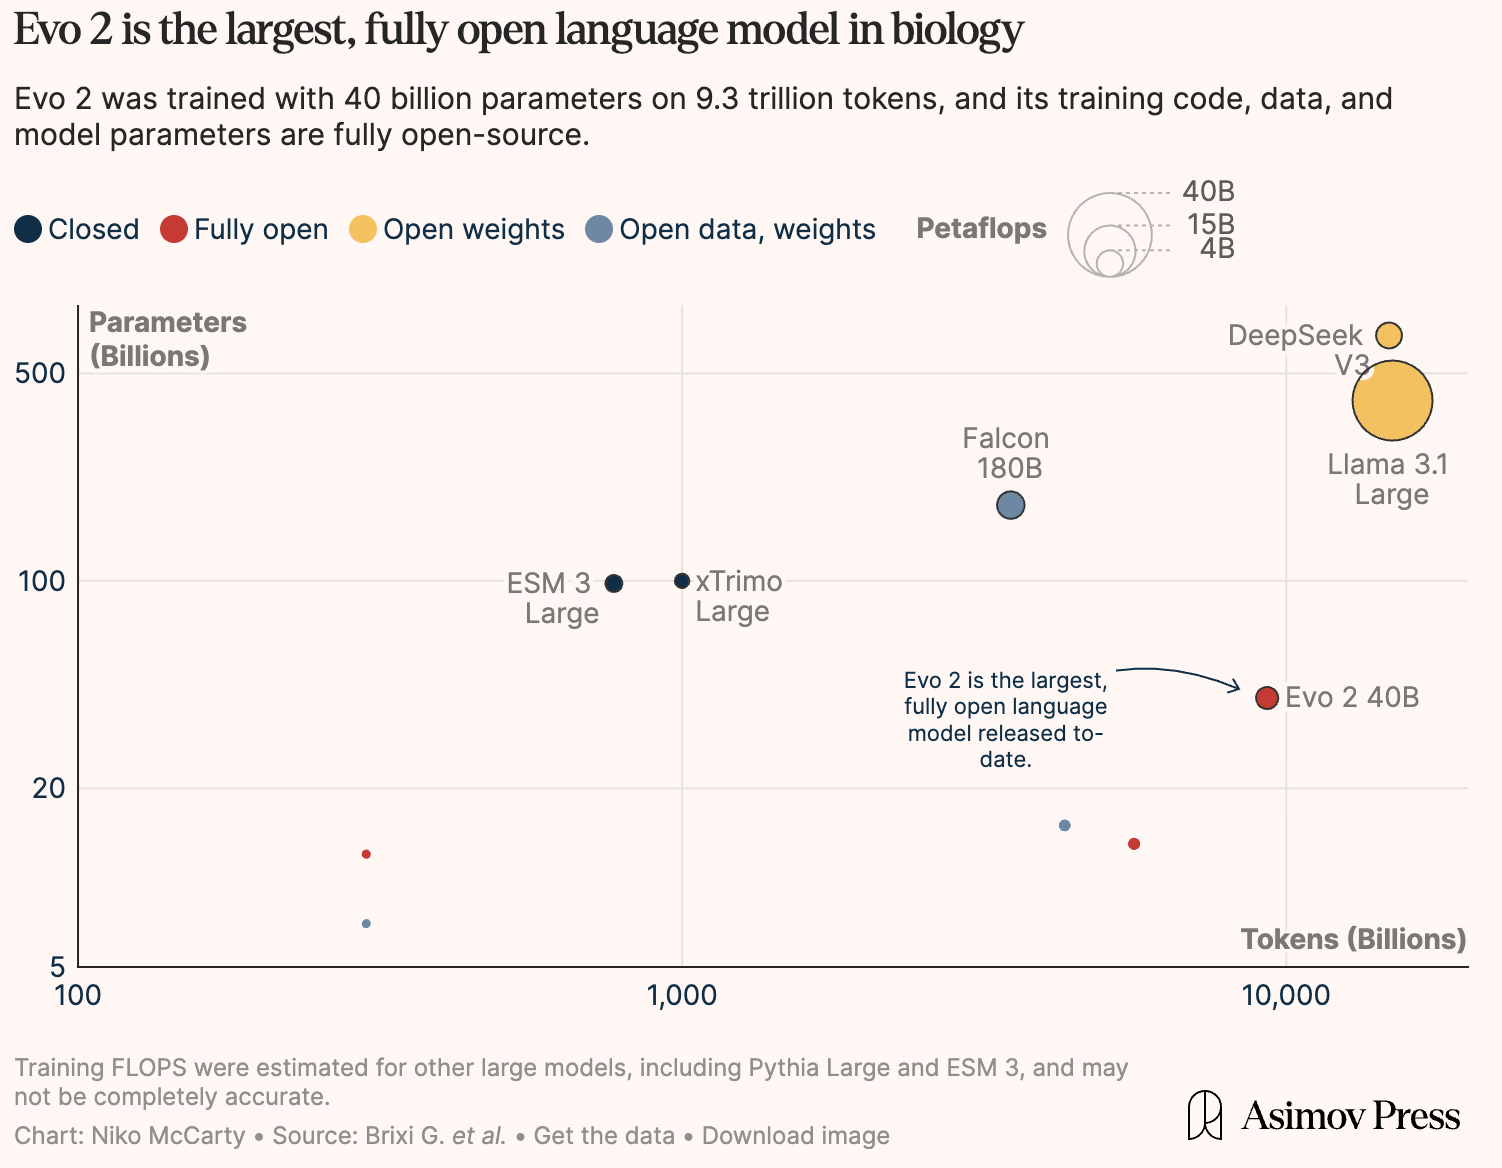 Evo 2 is the largest, fully open language model in biology
Evo 2 was trained with 40 billion parameters on 9.3 trillion tokens, and its training code, data, and
model parameters are fully open-source.
Closed
Fully open
Open weights
Open data, weights
Petaflops
40B
15B
4B
Parameters
(Billions)
500
100
20
5
DeepSeek
V3
Llama 3.1
Large
Falcon
180B
ESM 3
Large
xTrimo
Large
Evo 2 is the largest,
fully open language
model released to-
date.
Evo 2 40B
Tokens (Billions)
100
1,000
10,000
Training FLOPS were estimated for other large models, including Pythia Large and ESM 3, and may
not be completely accurate.
Chart: Niko McCarty • Source: Brixi G. et al. • Get the data • Download image
Asimov Press